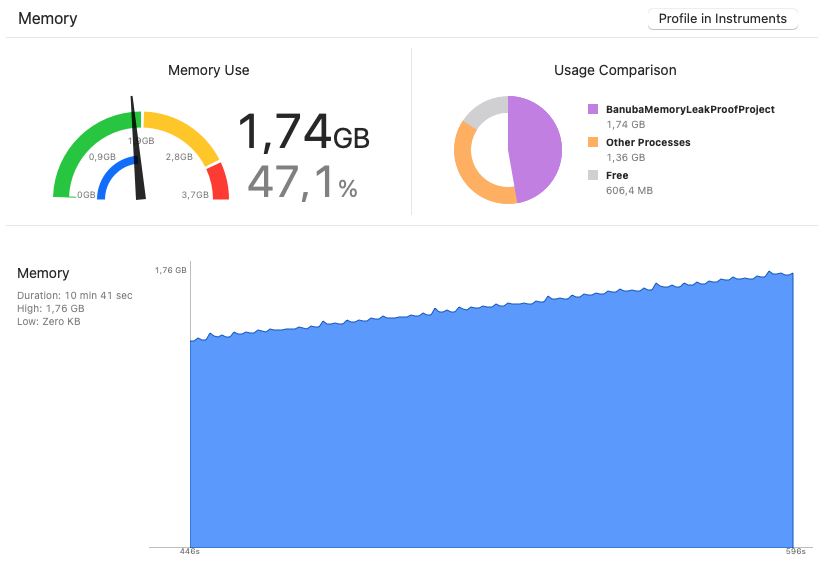 Memory
Profile in Instruments
Memory Use
Usage Comparison
0GB
0,9GB
1,9GB
2,8GB
3,7GB
1,74GB
47,1%
BanubaMemoryLeakProofProject
1,74 GB
Other Processes
1,36 GB
Free
606,4 MB
Memory
Duration: 10 min 41 sec
High: 1,76 GB
Low: Zero KB
1,76 GB
446s
596s